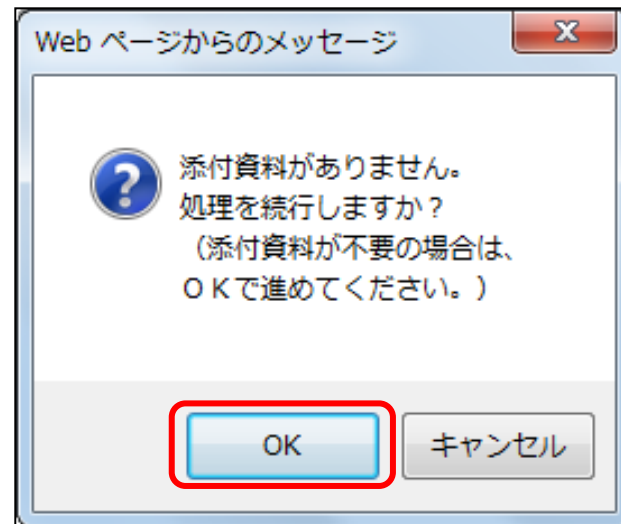 Web ページからのメッセージ
添付資料がありません。
処理を続行しますか？
（添付資料が不要の場合は、
ＯＫで進めてください。）
OK
キャンセル